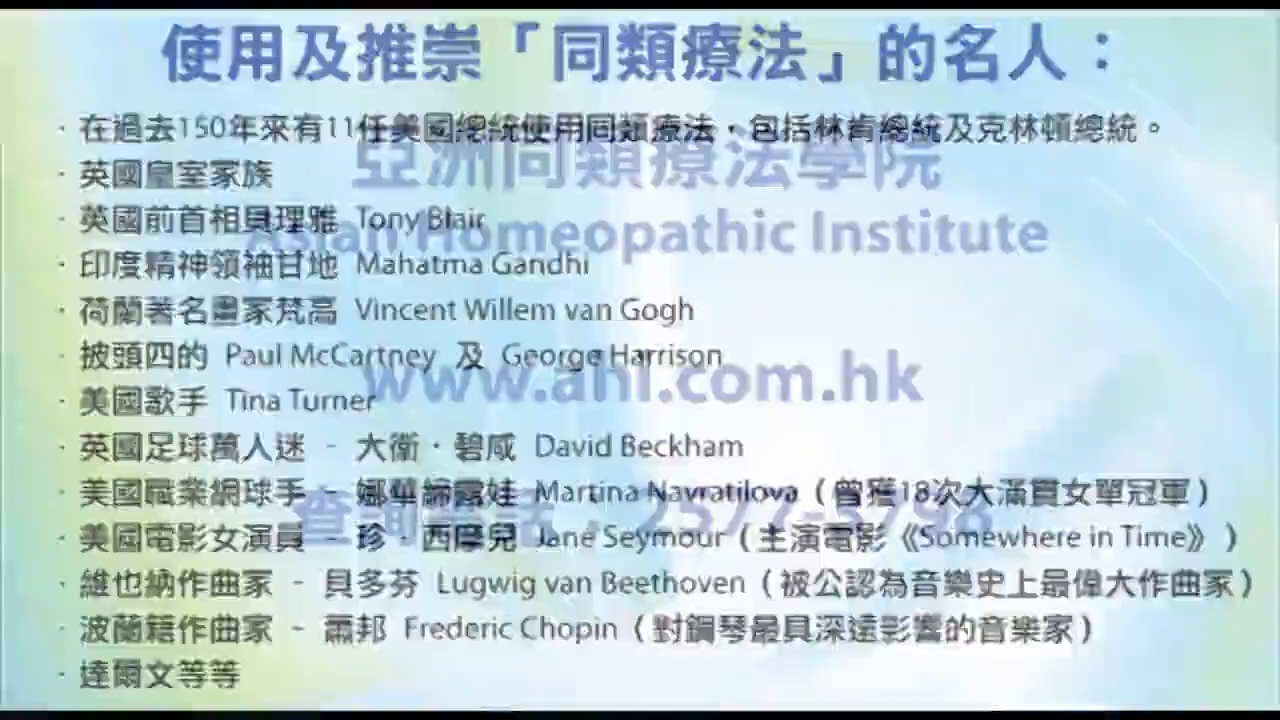 使用及推崇「同類療法」的名人：
· 在過去150年來有11任美國總統使用同類療法，包括林肯總統及克林頓總統。
亞洲同類療法學院
· 英國皇室家族
· 英國前首相貝理雅 Tony Blair
Asian Homeopathic Institute
· 印度精神領袖甘地 Mahatma Gandhi
· 荷蘭著名畫家梵高 Vincent Willem van Gogh
· 披頭四的 Paul McCartney 及 George Harrison
www.ahi.com.hk
· 美國歌手 Tina Turner
· 英國足球萬人迷 - 大衛·碧咸 David Beckham
· 美國職業網球手 - 娜華締露娃 Martina Navratilova（曾獲18次大滿貫女單冠軍）
查詢電話：2577-3798
· 美國電影女演員 - 珍·西摩兒 Jane Seymour（主演電影《Somewhere in Time》）
· 維也納作曲家 - 貝多芬 Lugwig van Beethoven（被公認為音樂史上最偉大作曲家）
· 波蘭籍作曲家 - 蕭邦 Frederic Chopin（對鋼琴最具深遠影響的音樂家）
· 達爾文等等